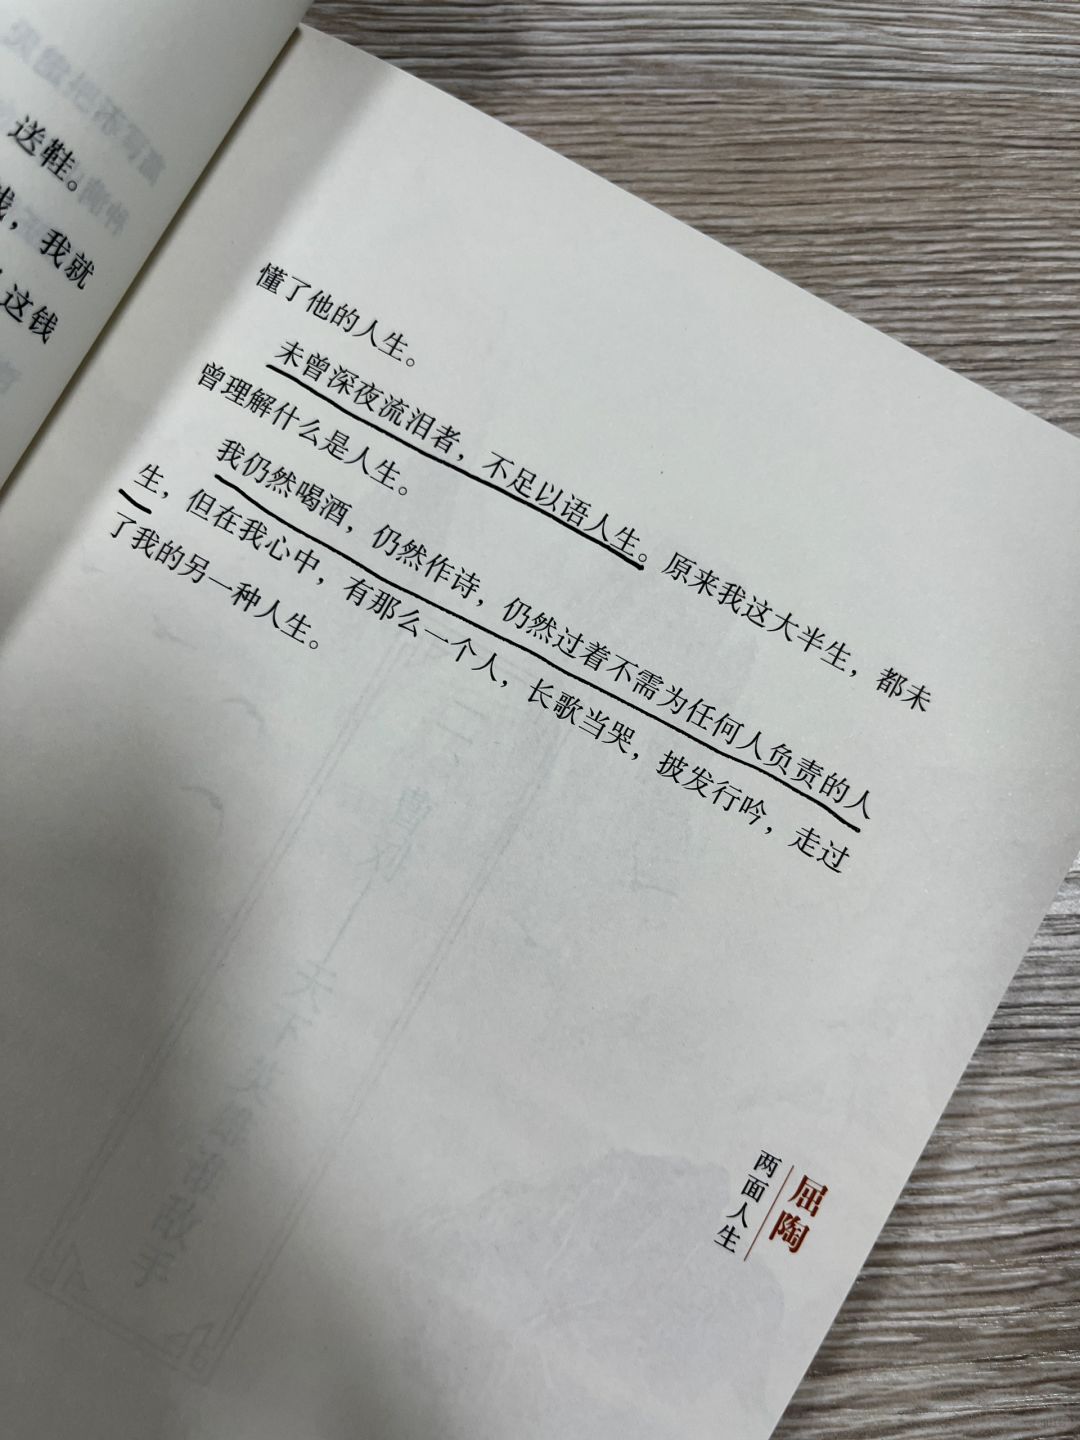 送鞋。
，我就
这钱
懂了他的人生。
未曾深夜流泪者，不足以语人生。原来我这大半生，都未
曾理解什么是人生。
我仍然喝酒，仍然作诗，仍然过着不需为任何人负责的人
生，但在我心中，有那么一个人，长歌当哭，披发行吟，走过
了我的另一种人生。
屈陶
两面人生